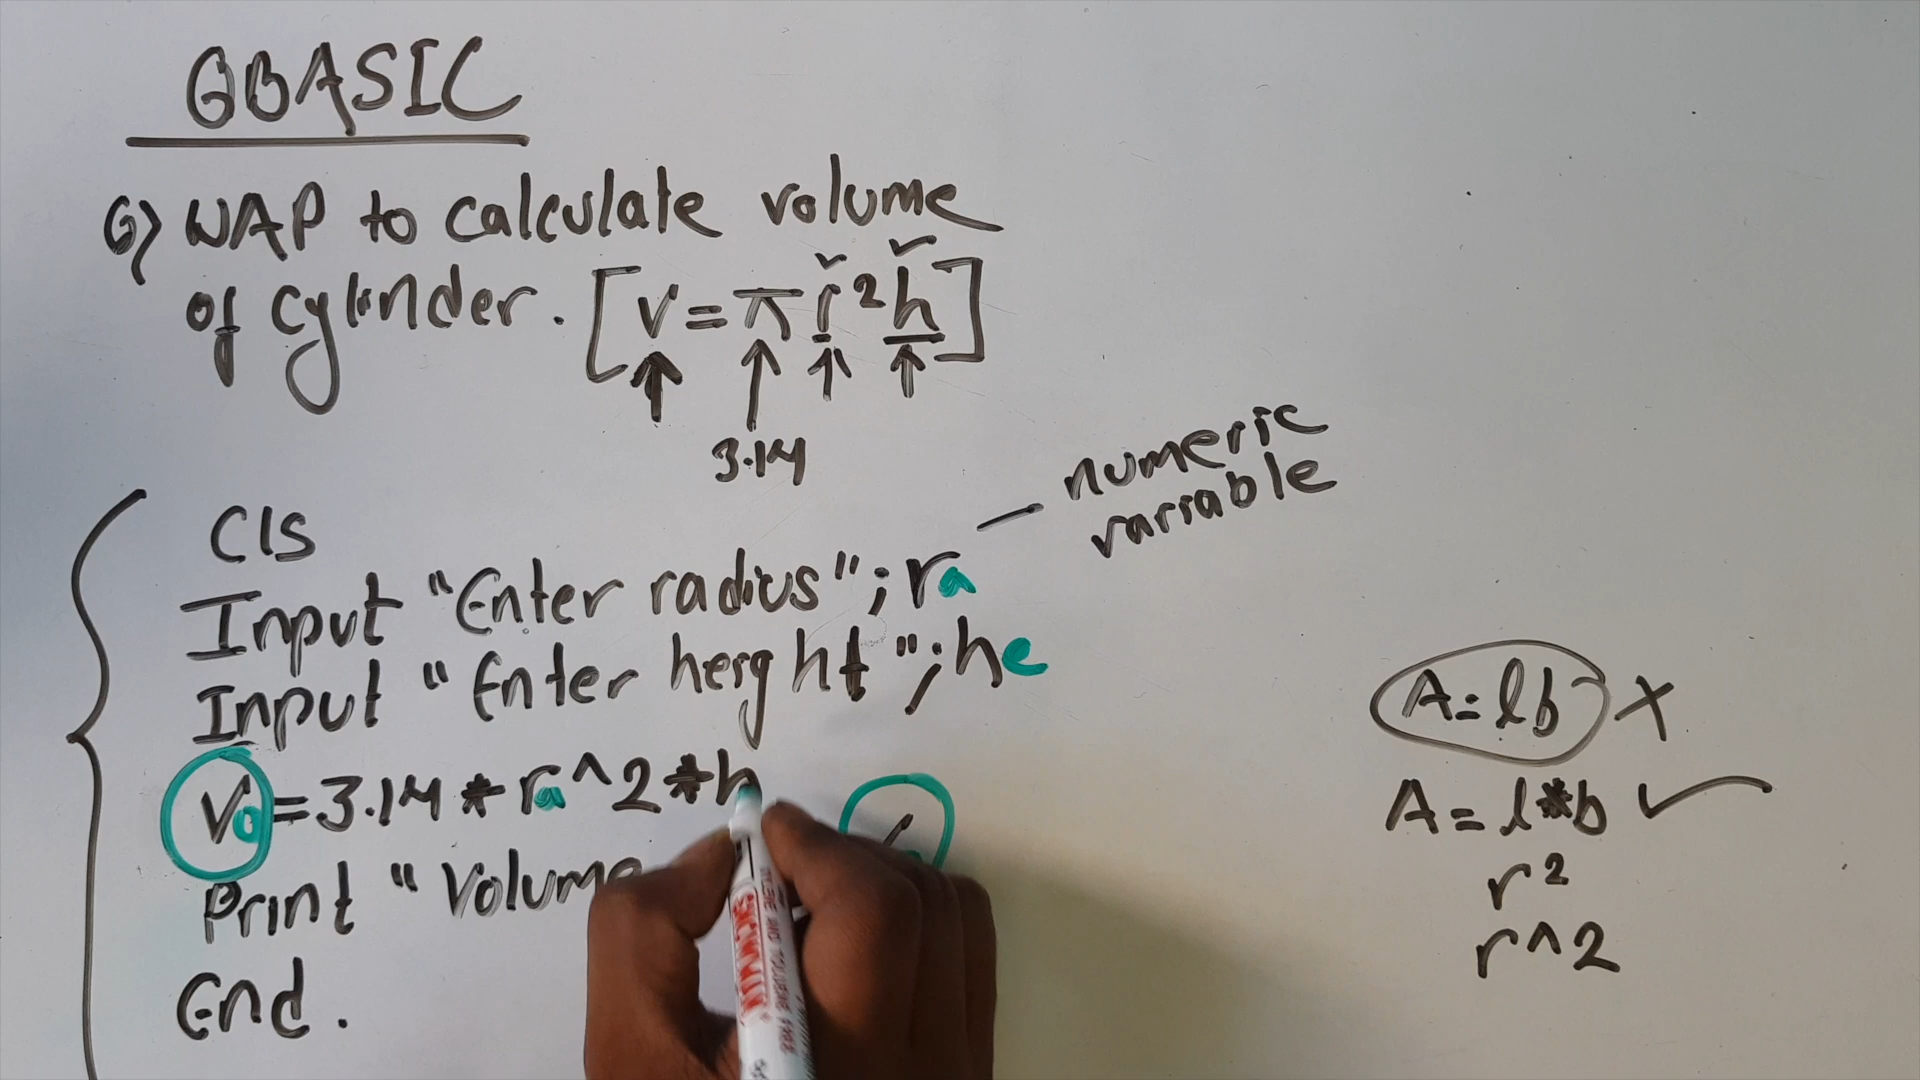 QBASIC
Q) WAP to calculate volume
of cylinder. [V = π r²h]
3.14
numeric
variable
Cls
Input "Enter radius"; ra
Input "Enter height"; he
Vo = 3.14 * ra ^ 2 * h
Print "Volume
End.
A = lb X
A = l*b ✓
r²
r^2